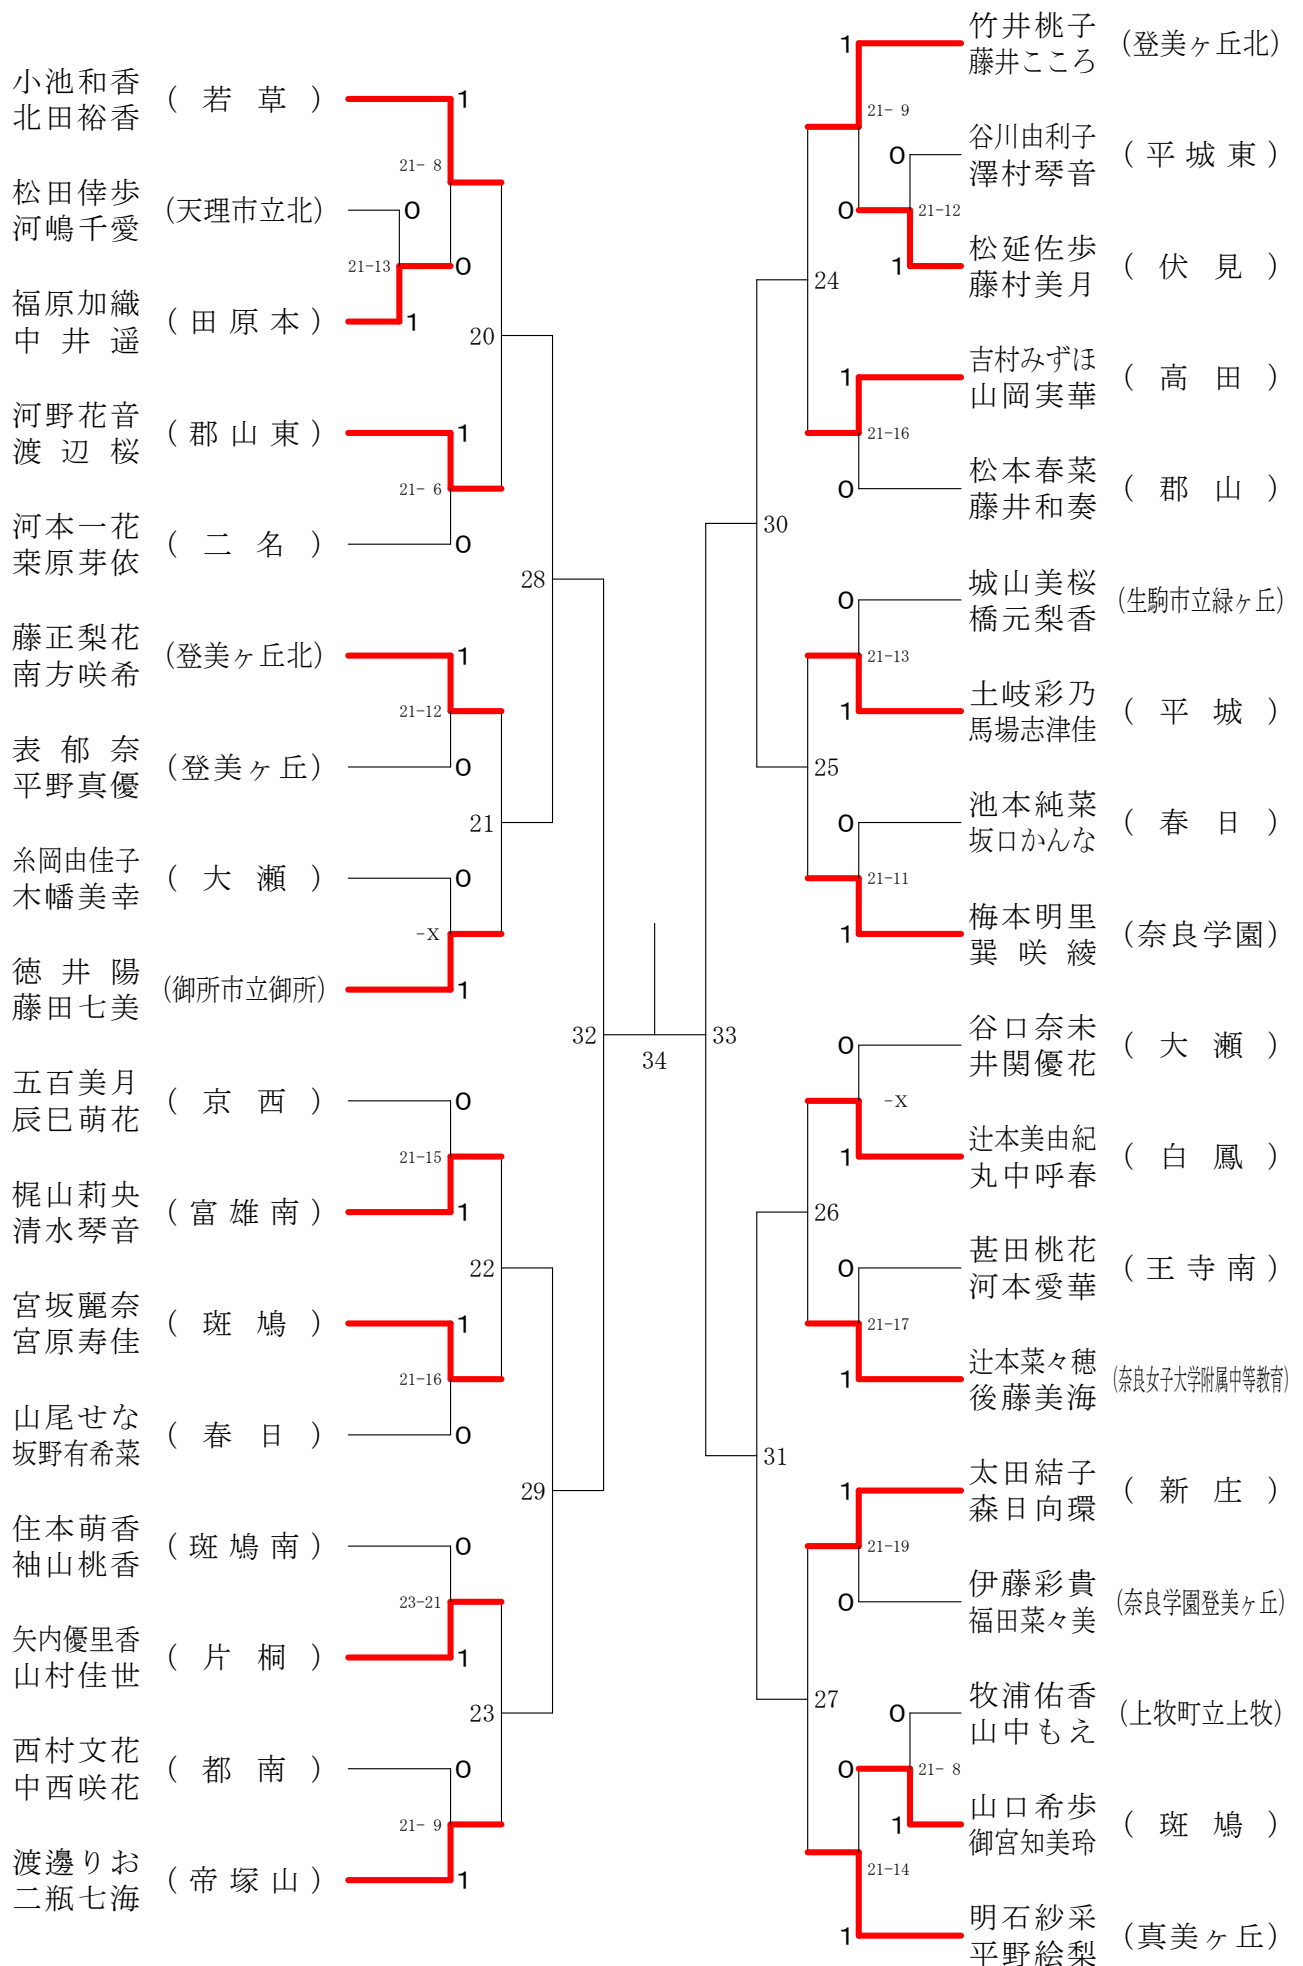 小池和香
北田裕香
(若草)
1
21- 8
松田倖歩
河嶋千愛
(天理市立北)
0
21-13
0
福原加織
中井遥
(田原本)
1
20
河野花音
渡辺桜
(郡山東)
1
21- 6
河本一花
桒原芽依
(二名)
0
28
藤正梨花
南方咲希
(登美ヶ丘北)
1
21-12
表郁奈
平野真優
(登美ヶ丘)
0
21
糸岡由佳子
木幡美幸
(大瀬)
0
-X
徳井陽
藤田七美
(御所市立御所)
1
32
五百美月
辰巳萌花
(京西)
0
21-15
梶山莉央
清水琴音
(富雄南)
1
22
宮坂麗奈
宮原寿佳
(斑鳩)
1
21-16
山尾せな
坂野有希菜
(春日)
0
29
住本萌香
袖山桃香
(斑鳩南)
0
23-21
矢内優里香
山村佳世
(片桐)
1
23
西村文花
中西咲花
(都南)
0
21- 9
渡邊りお
二瓶七海
(帝塚山)
1
34
竹井桃子
藤井こころ
(登美ヶ丘北)
1
21- 9
谷川由利子
澤村琴音
(平城東)
0
0
21-12
松延佐歩
藤村美月
(伏見)
1
24
吉村みずほ
山岡実華
(高田)
1
21-16
松本春菜
藤井和奏
(郡山)
0
30
城山美桜
橋元梨香
(生駒市立緑ヶ丘)
0
21-13
土岐彩乃
馬場志津佳
(平城)
1
25
池本純菜
坂口かんな
(春日)
0
21-11
梅本明里
巽咲綾
(奈良学園)
1
33
谷口奈未
井関優花
(大瀬)
0
-X
辻本美由紀
丸中呼春
(白鳳)
1
26
甚田桃花
河本愛華
(王寺南)
0
21-17
辻本菜々穂
後藤美海
(奈良女子大学附属中等教育)
1
31
太田結子
森日向環
(新庄)
1
21-19
伊藤彩貴
福田菜々美
(奈良学園登美ヶ丘)
0
27
牧浦佑香
山中もえ
(上牧町立上牧)
0
0
21- 8
山口希歩
御宮知美玲
(斑鳩)
1
21-14
明石紗采
平野絵梨
(真美ヶ丘)
1